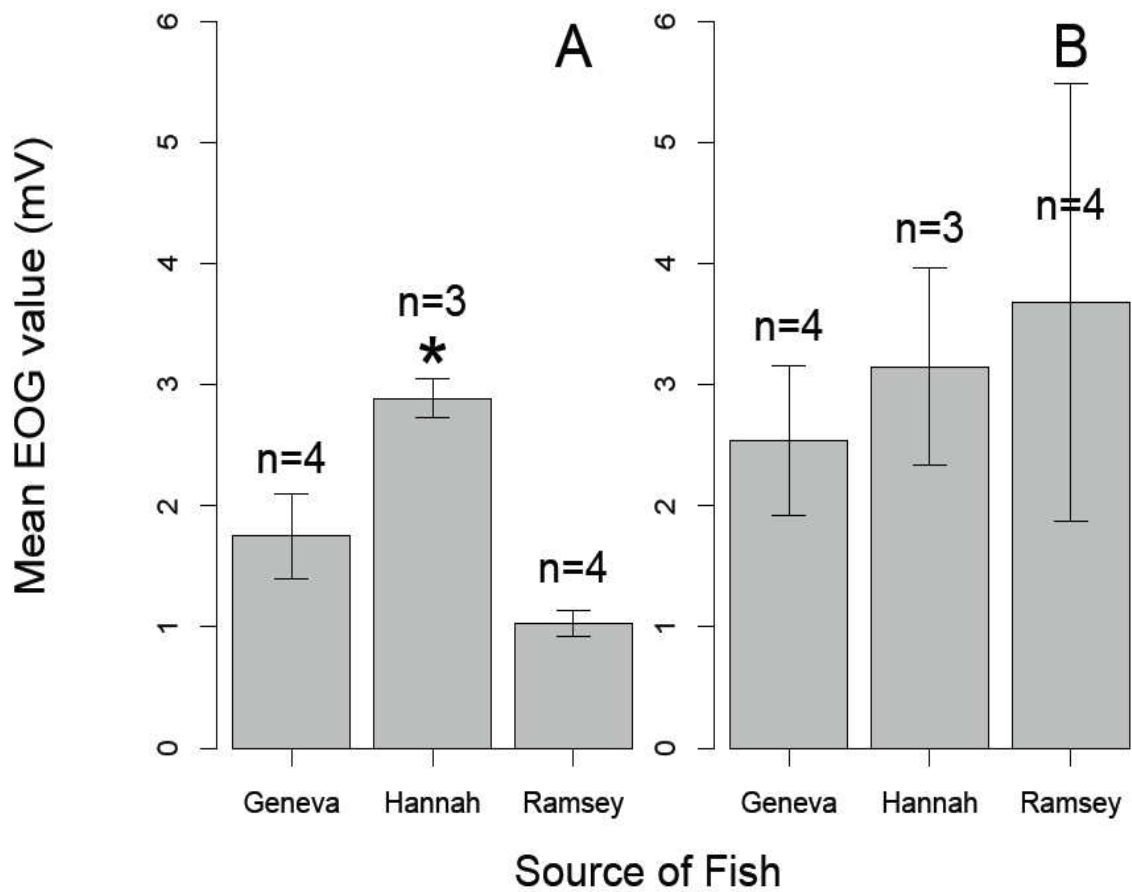 Mean EOG value (mV)
6
5
4
3
2
1
0
A
n=4
n=3
*
n=4
Geneva
Hannah
Ramsey
6
5
4
3
2
1
0
B
n=4
n=3
n=4
Geneva
Hannah
Ramsey
Source of Fish